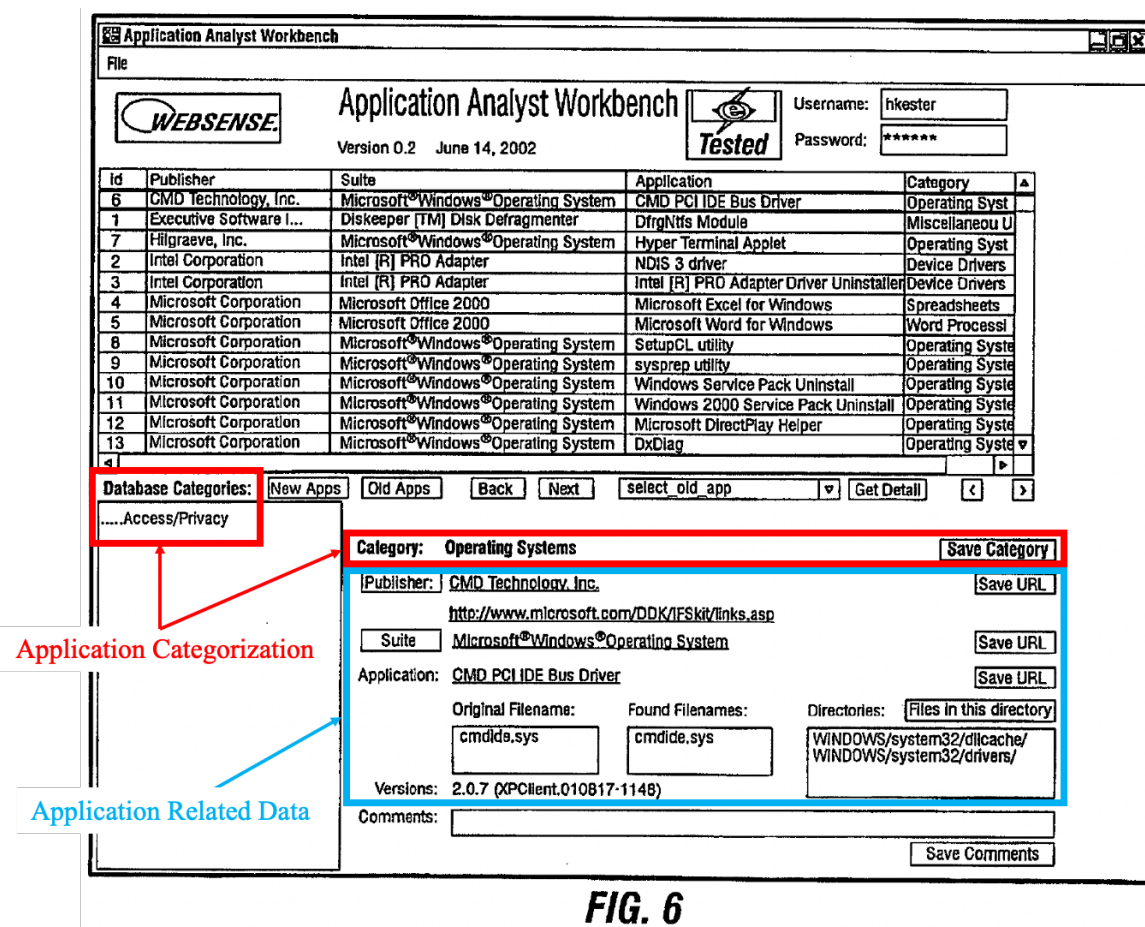 Application Analyst Workbench
File
WEBSENSE.
Application Analyst Workbench
Version 0.2 June 14, 2002
e
Tested
Username: hkester
Password: ******
Id Publisher Suite Application Category
6 CMD Technology, Inc. Microsoft®Windows®Operating System CMD PCI IDE Bus Driver Operating Syst
1 Executive Software I... Diskeeper [TM] Disk Defragmenter DfrgNtfs Module Miscellaneou U
7 Hilgraeve, Inc. Microsoft®Windows®Operating System Hyper Terminal Applet Operating Syst
2 Intel Corporation Intel [R] PRO Adapter NDIS 3 driver Device Drivers
3 Intel Corporation Intel [R] PRO Adapter Intel [R] PRO Adapter Driver Uninstaller Device Drivers
4 Microsoft Corporation Microsoft Office 2000 Microsoft Excel for Windows Spreadsheets
5 Microsoft Corporation Microsoft Office 2000 Microsoft Word for Windows Word Processi
8 Microsoft Corporation Microsoft®Windows®Operating System SetupCL utility Operating Syste
9 Microsoft Corporation Microsoft®Windows®Operating System sysprep utility Operating Syste
10 Microsoft Corporation Microsoft®Windows®Operating System Windows Service Pack Uninstall Operating Syste
11 Microsoft Corporation Microsoft®Windows®Operating System Windows 2000 Service Pack Uninstall Operating Syste
12 Microsoft Corporation Microsoft®Windows®Operating System Microsoft DirectPlay Helper Operating Syste
13 Microsoft Corporation Microsoft®Windows®Operating System DxDiag Operating Syste
Database Categories: New Apps Old Apps Back Next select_old_app Get Detail < >
.....Access/Privacy
Category: Operating Systems Save Category
Publisher: CMD Technology, Inc. Save URL
http://www.microsoft.com/DDK/IFSkit/links.asp
Suite Microsoft®Windows®Operating System Save URL
Application: CMD PCI IDE Bus Driver Save URL
Original Filename: Found Filenames: Directories: Files in this directory
cmdide.sys cmdide.sys WINDOWS/system32/dllcache/
WINDOWS/system32/drivers/
Versions: 2.0.7 (XPClient.010817-1148)
Comments:
Save Comments
Application Categorization
Application Related Data
FIG. 6